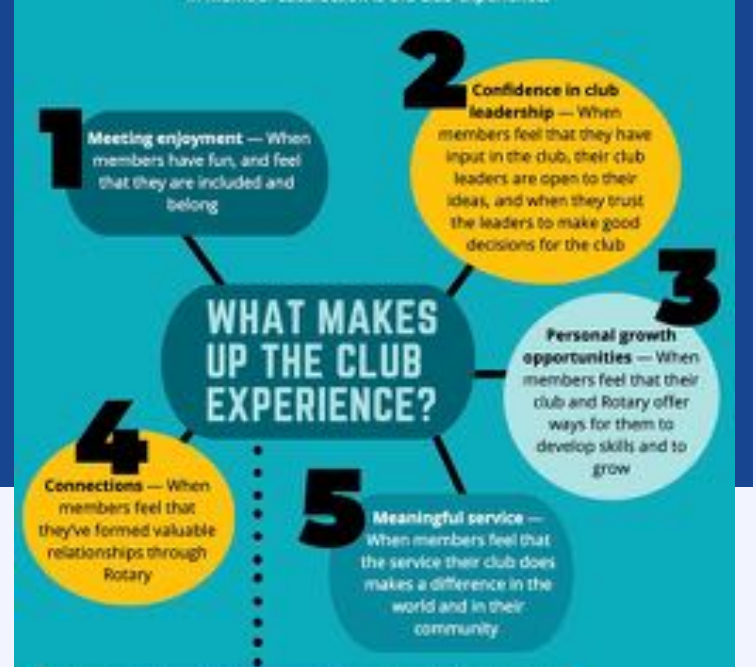 1
Meeting enjoyment — When
members have fun, and feel
that they are included and
belong
2
Confidence in club
leadership — When
members feel that they have
input in the club, their club
leaders are open to their
ideas, and when they trust
the leaders to make good
decisions for the club
WHAT MAKES
UP THE CLUB
EXPERIENCE?
3
Personal growth
opportunities — When
members feel that their
club and Rotary offer
ways for them to
develop skills and to
grow
4
Connections — When
members feel that
they've formed valuable
relationships through
Rotary
5
Meaningful service —
When members feel that
the service their club does
makes a difference in the
world and in their
community